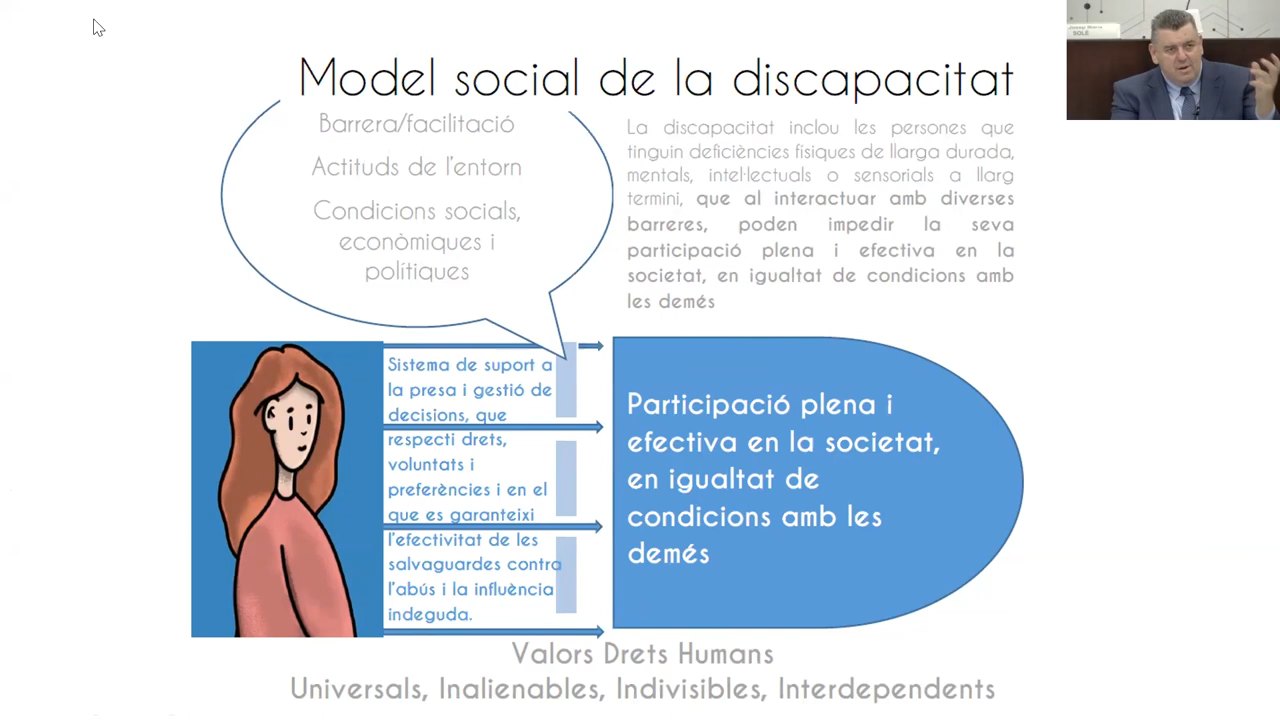 Model social de la discapacitat
Barrera/facilitació
Actituds de l'entorn
Condicions socials,
econòmiques i
polítiques
La discapacitat inclou les persones que
tinguin deficiències físiques de llarga durada,
mentals, intel·lectuals o sensorials a llarg
termini, que al interactuar amb diverses
barreres, poden impedir la seva
participació plena i efectiva en la
societat, en igualtat de condicions amb
les demés
Sistema de suport a
la presa i gestió de
decisions, que
respecti drets,
voluntats i
preferències i en el
que es garanteixi
l'efectivitat de les
salvaguardes contra
l'abús i la influència
indeguda.
Participació plena i
efectiva en la societat,
en igualtat de
condicions amb les
demés
Valors Drets Humans
Universals, Inalienables, Indivisibles, Interdependents
SOLÉ